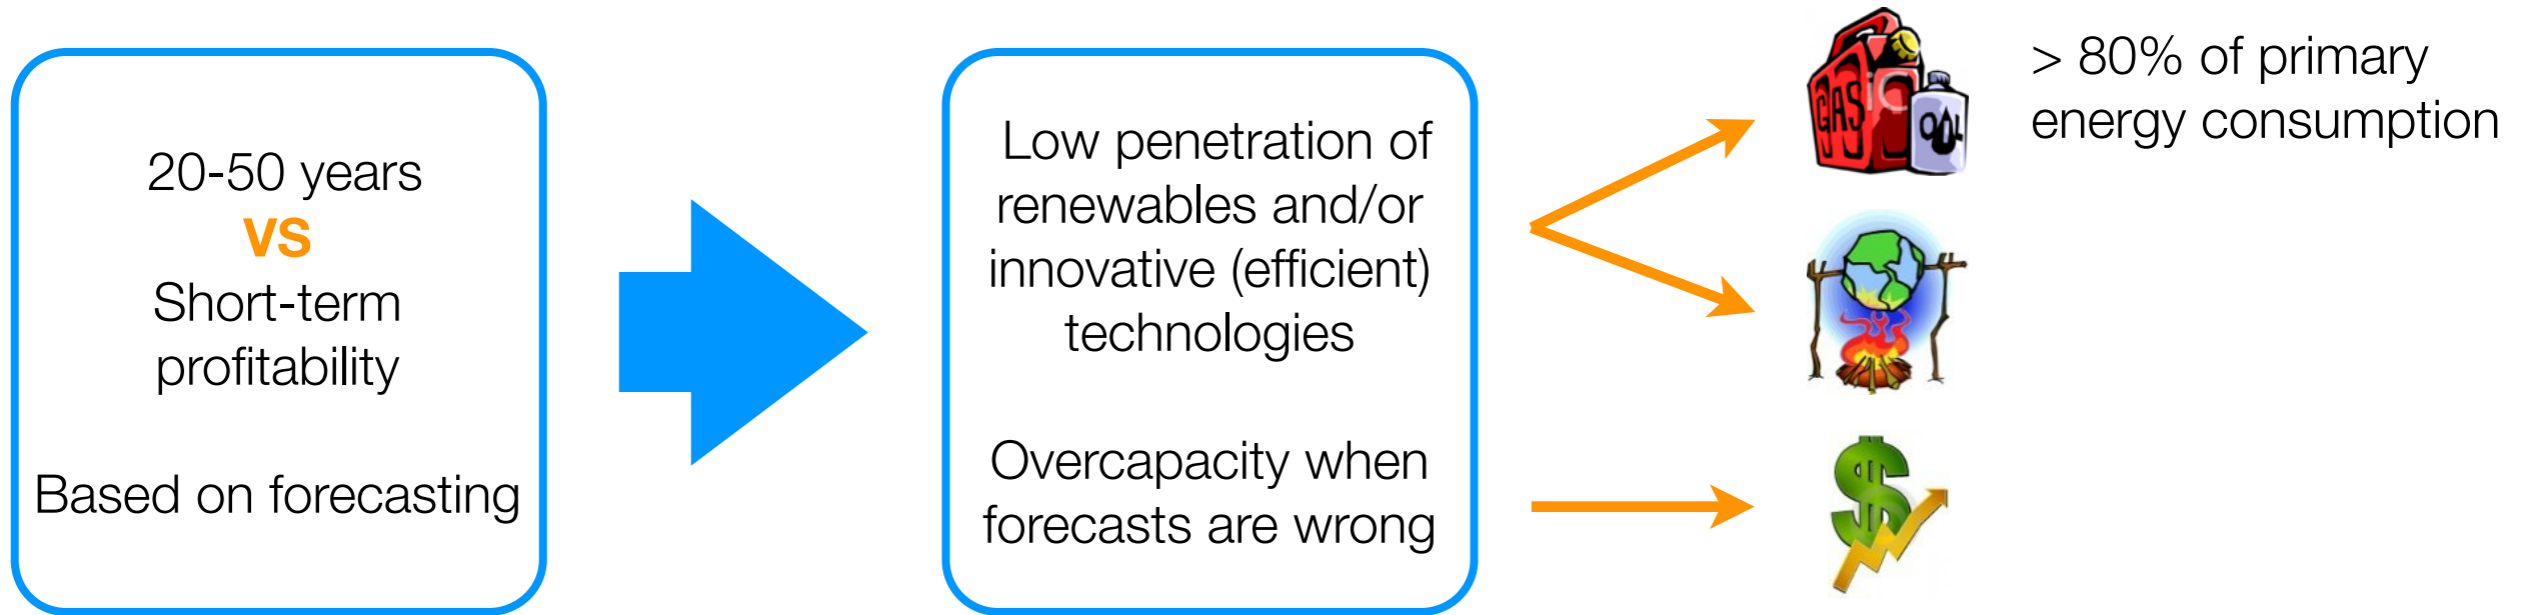 20-50 years
vs
Short-term
profitability
Based on forecasting
Low penetration of
renewables and/or
innovative (efficient)
technologies
Overcapacity when
forecasts are wrong
GAS
OIL
> 80% of primary
energy consumption